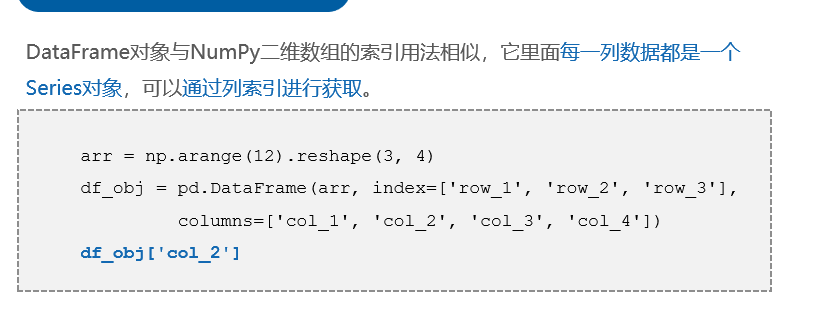 DataFrame对象与NumPy二维数组的索引用法相似，它里面每一列数据都是一个
Series对象，可以通过列索引进行获取。
arr = np.arange(12).reshape(3, 4)
df_obj = pd.DataFrame(arr, index=['row_1', 'row_2', 'row_3'],
columns=['col_1', 'col_2', 'col_3', 'col_4'])
df_obj['col_2']